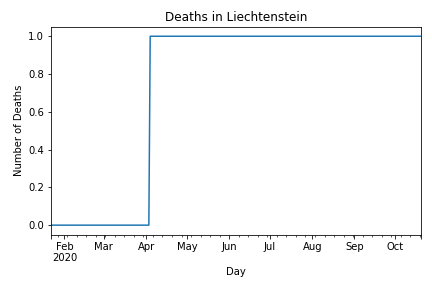 Deaths in Liechtenstein
Number of Deaths
1.0
0.8
0.6
0.4
0.2
0.0
Feb Mar Apr May Jun Jul Aug Sep Oct
2020
Day